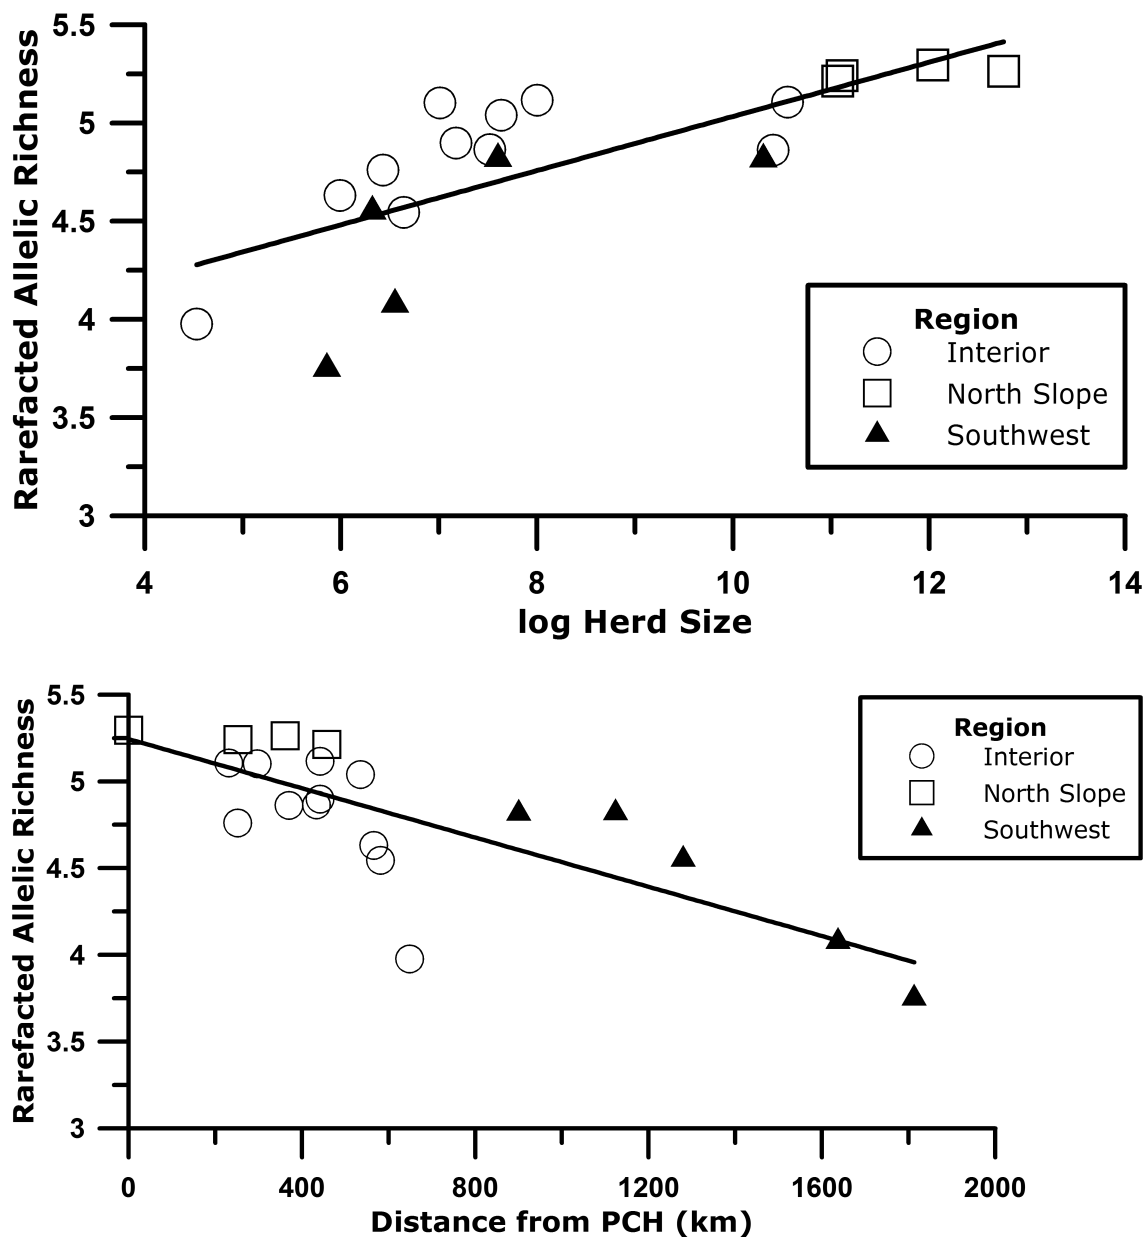 Rarefacted Allelic Richness
5.5
5
4.5
4
3.5
3
4
6
8
10
12
14
log Herd Size
Region
Interior
North Slope
Southwest
Rarefacted Allelic Richness
5.5
5
4.5
4
3.5
3
0
400
800
1200
1600
2000
Distance from PCH (km)
Region
Interior
North Slope
Southwest